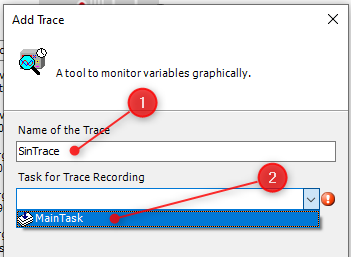 Add Trace
A tool to monitor variables graphically.
1
Name of the Trace
SinTrace
Task for Trace Recording
2
MainTask